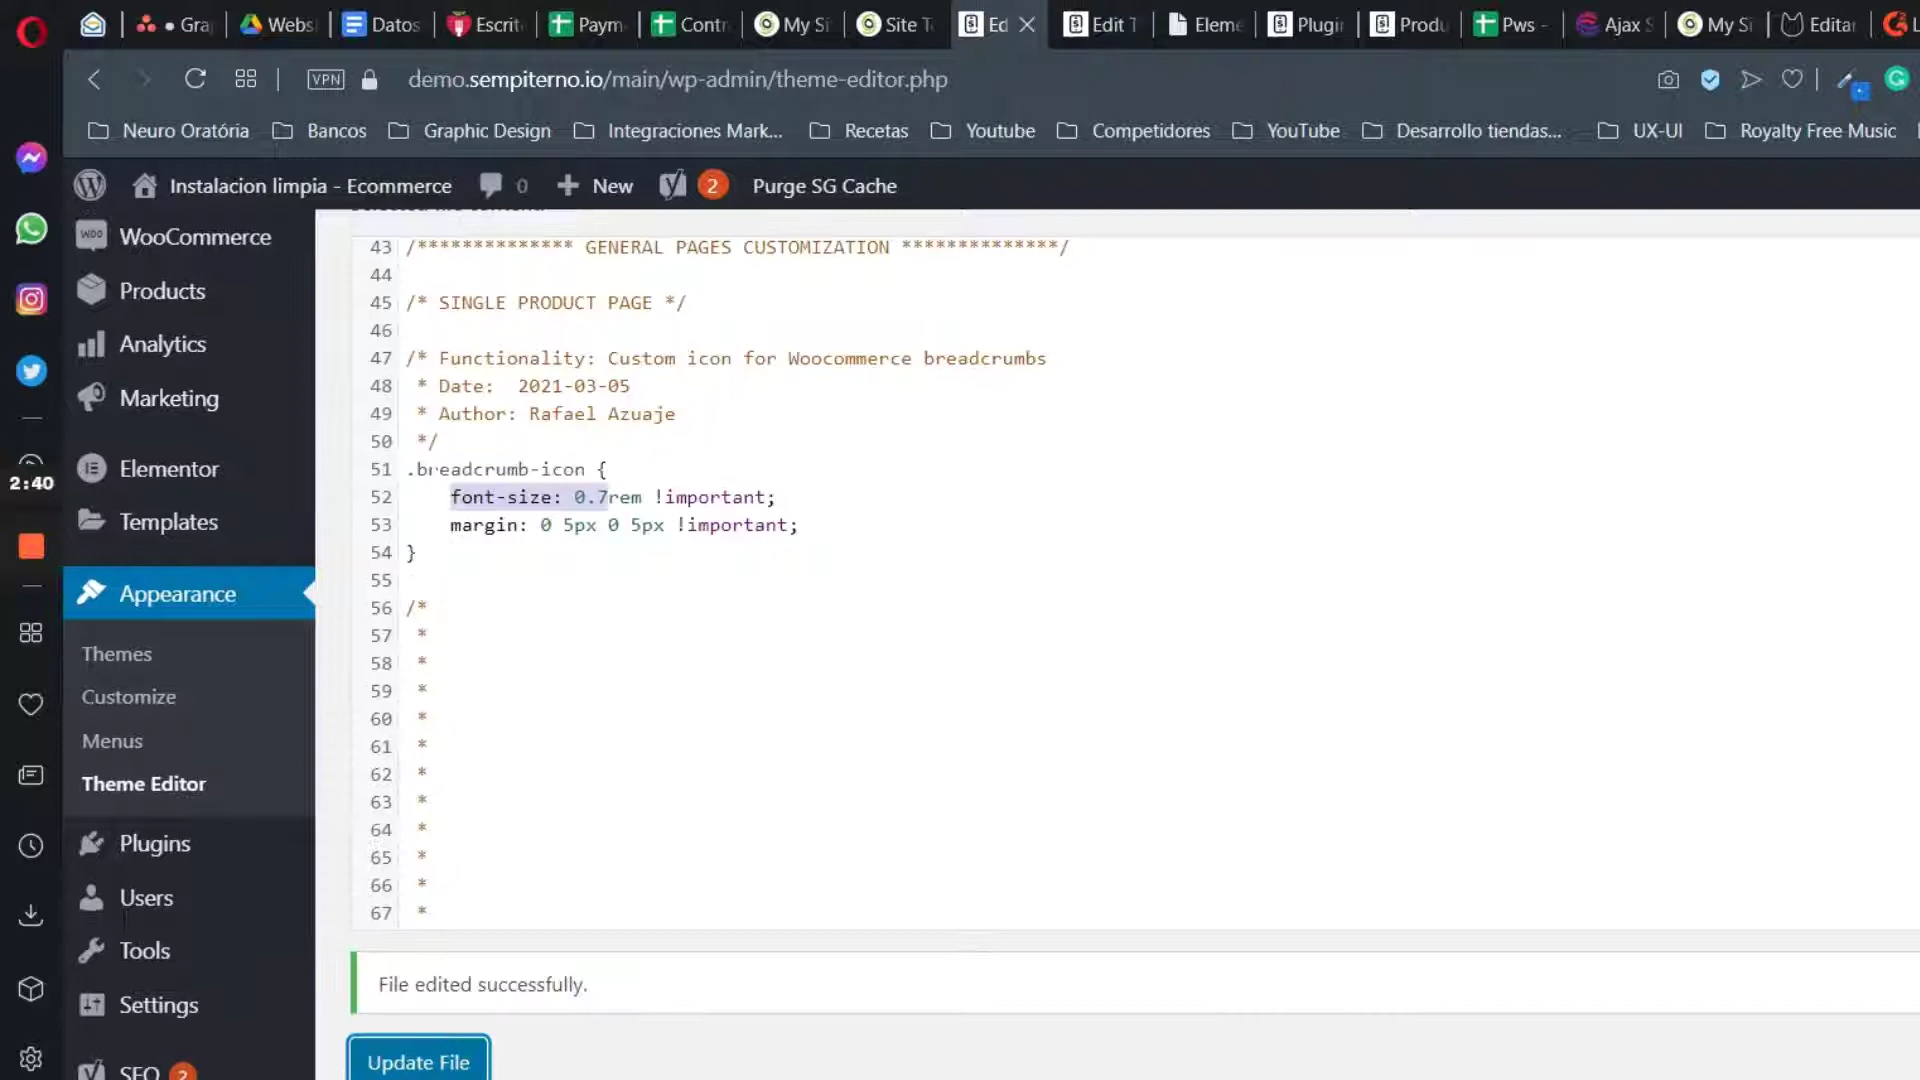 Gra
Webs
Datos
Escrit
Paym
Contr
My Si
Site T
Ed
Edit T
Eleme
Plugi
Produ
Pws -
Ajax S
My Si
Editar
VPN
demo.sempiterno.io/main/wp-admin/theme-editor.php
Neuro Oratória
Bancos
Graphic Design
Integraciones Mark...
Recetas
Youtube
Competidores
YouTube
Desarrollo tiendas...
UX-UI
Royalty Free Music
Instalacion limpia - Ecommerce
0
New
2
Purge SG Cache
WooCommerce
Products
Analytics
Marketing
Elementor
2:40
Templates
Appearance
Themes
Customize
Menus
Theme Editor
Plugins
Users
Tools
Settings
SEO 2
43 /************** GENERAL PAGES CUSTOMIZATION **************/
44
45 /* SINGLE PRODUCT PAGE */
46
47 /* Functionality: Custom icon for Woocommerce breadcrumbs
48 * Date: 2021-03-05
49 * Author: Rafael Azuaje
50 */
51 .breadcrumb-icon {
52 font-size: 0.7rem !important;
53 margin: 0 5px 0 5px !important;
54 }
55
56 /*
57 *
58 *
59 *
60 *
61 *
62 *
63 *
64 *
65 *
66 *
67 *
File edited successfully.
Update File